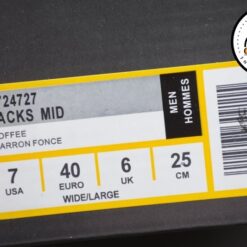 724727
ACKS MID
OFFEE
ARRON FONCE
MEN
HOMMES
7 40 6 25
USA EURO UK CM
WIDE/LARGE